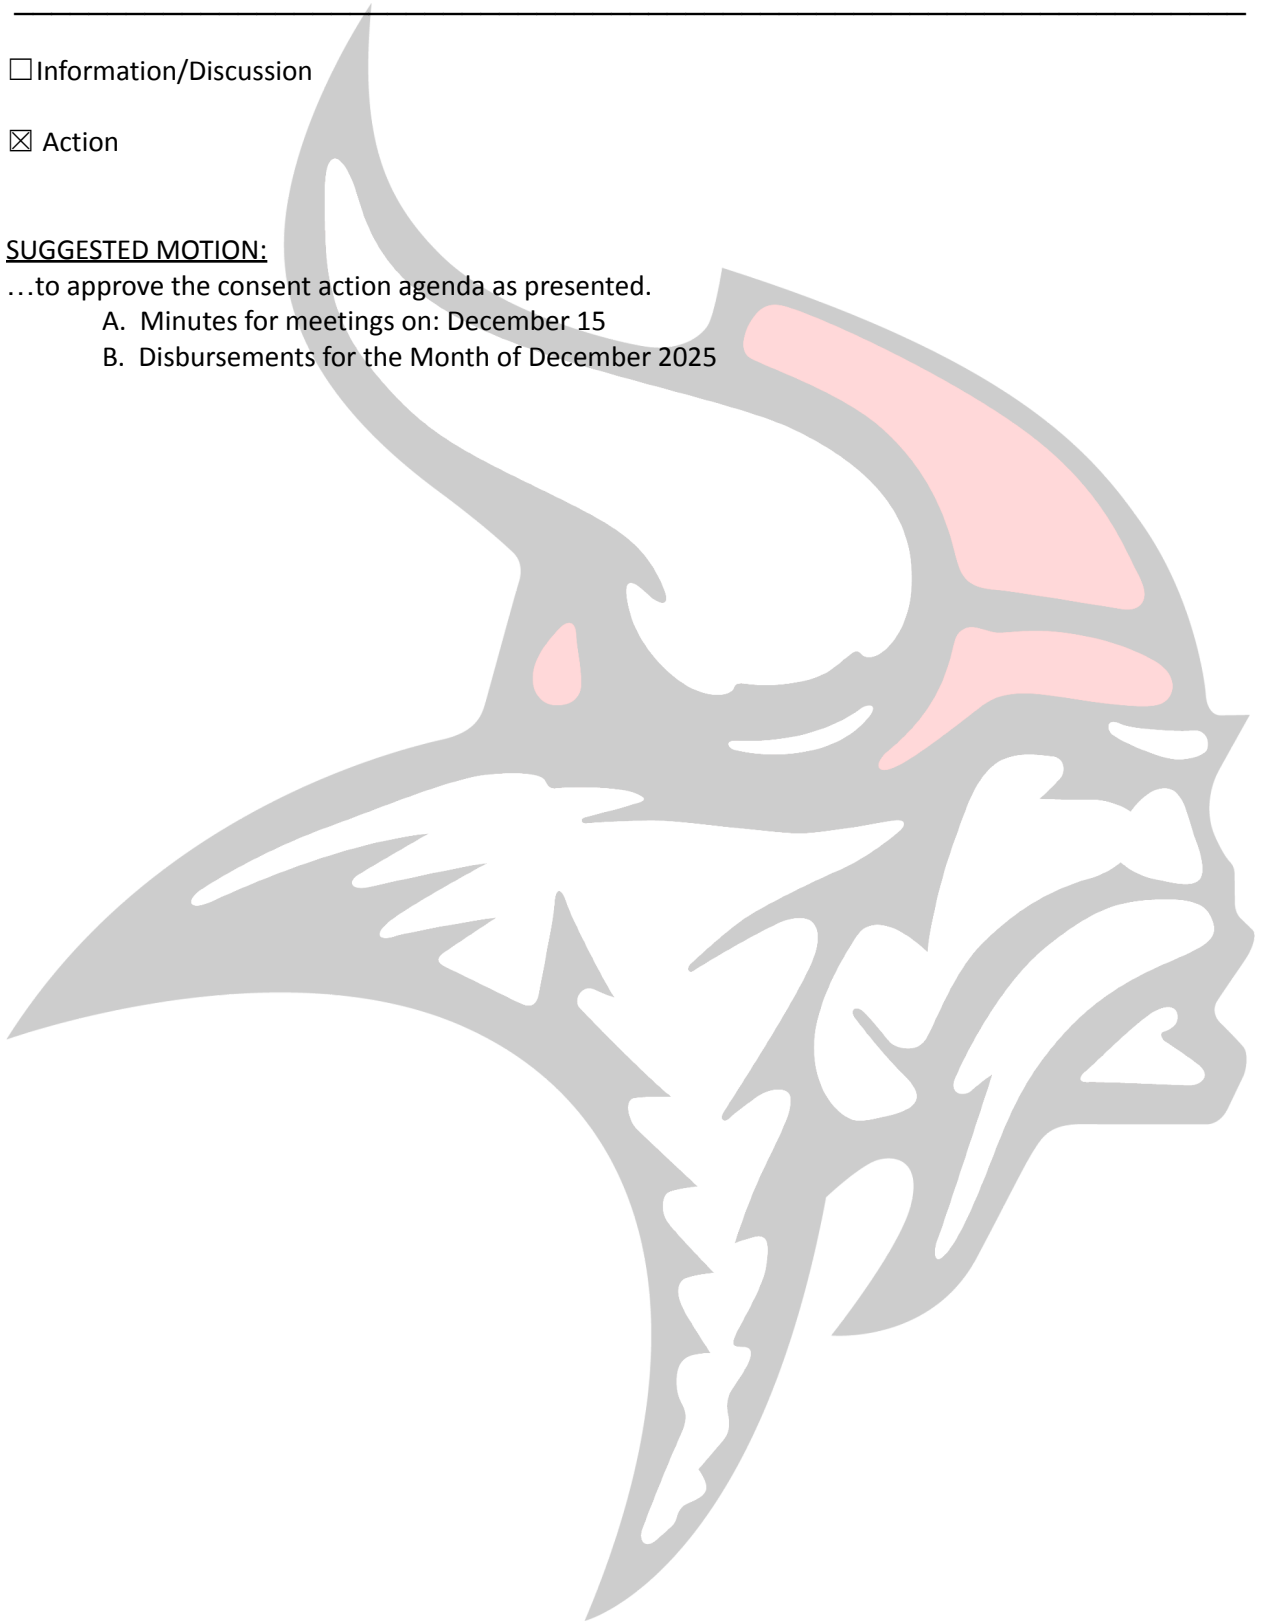 ☐Information/Discussion
☒ Action
SUGGESTED MOTION:
…to approve the consent action agenda as presented.
A. Minutes for meetings on: December 15
B. Disbursements for the Month of December 2025